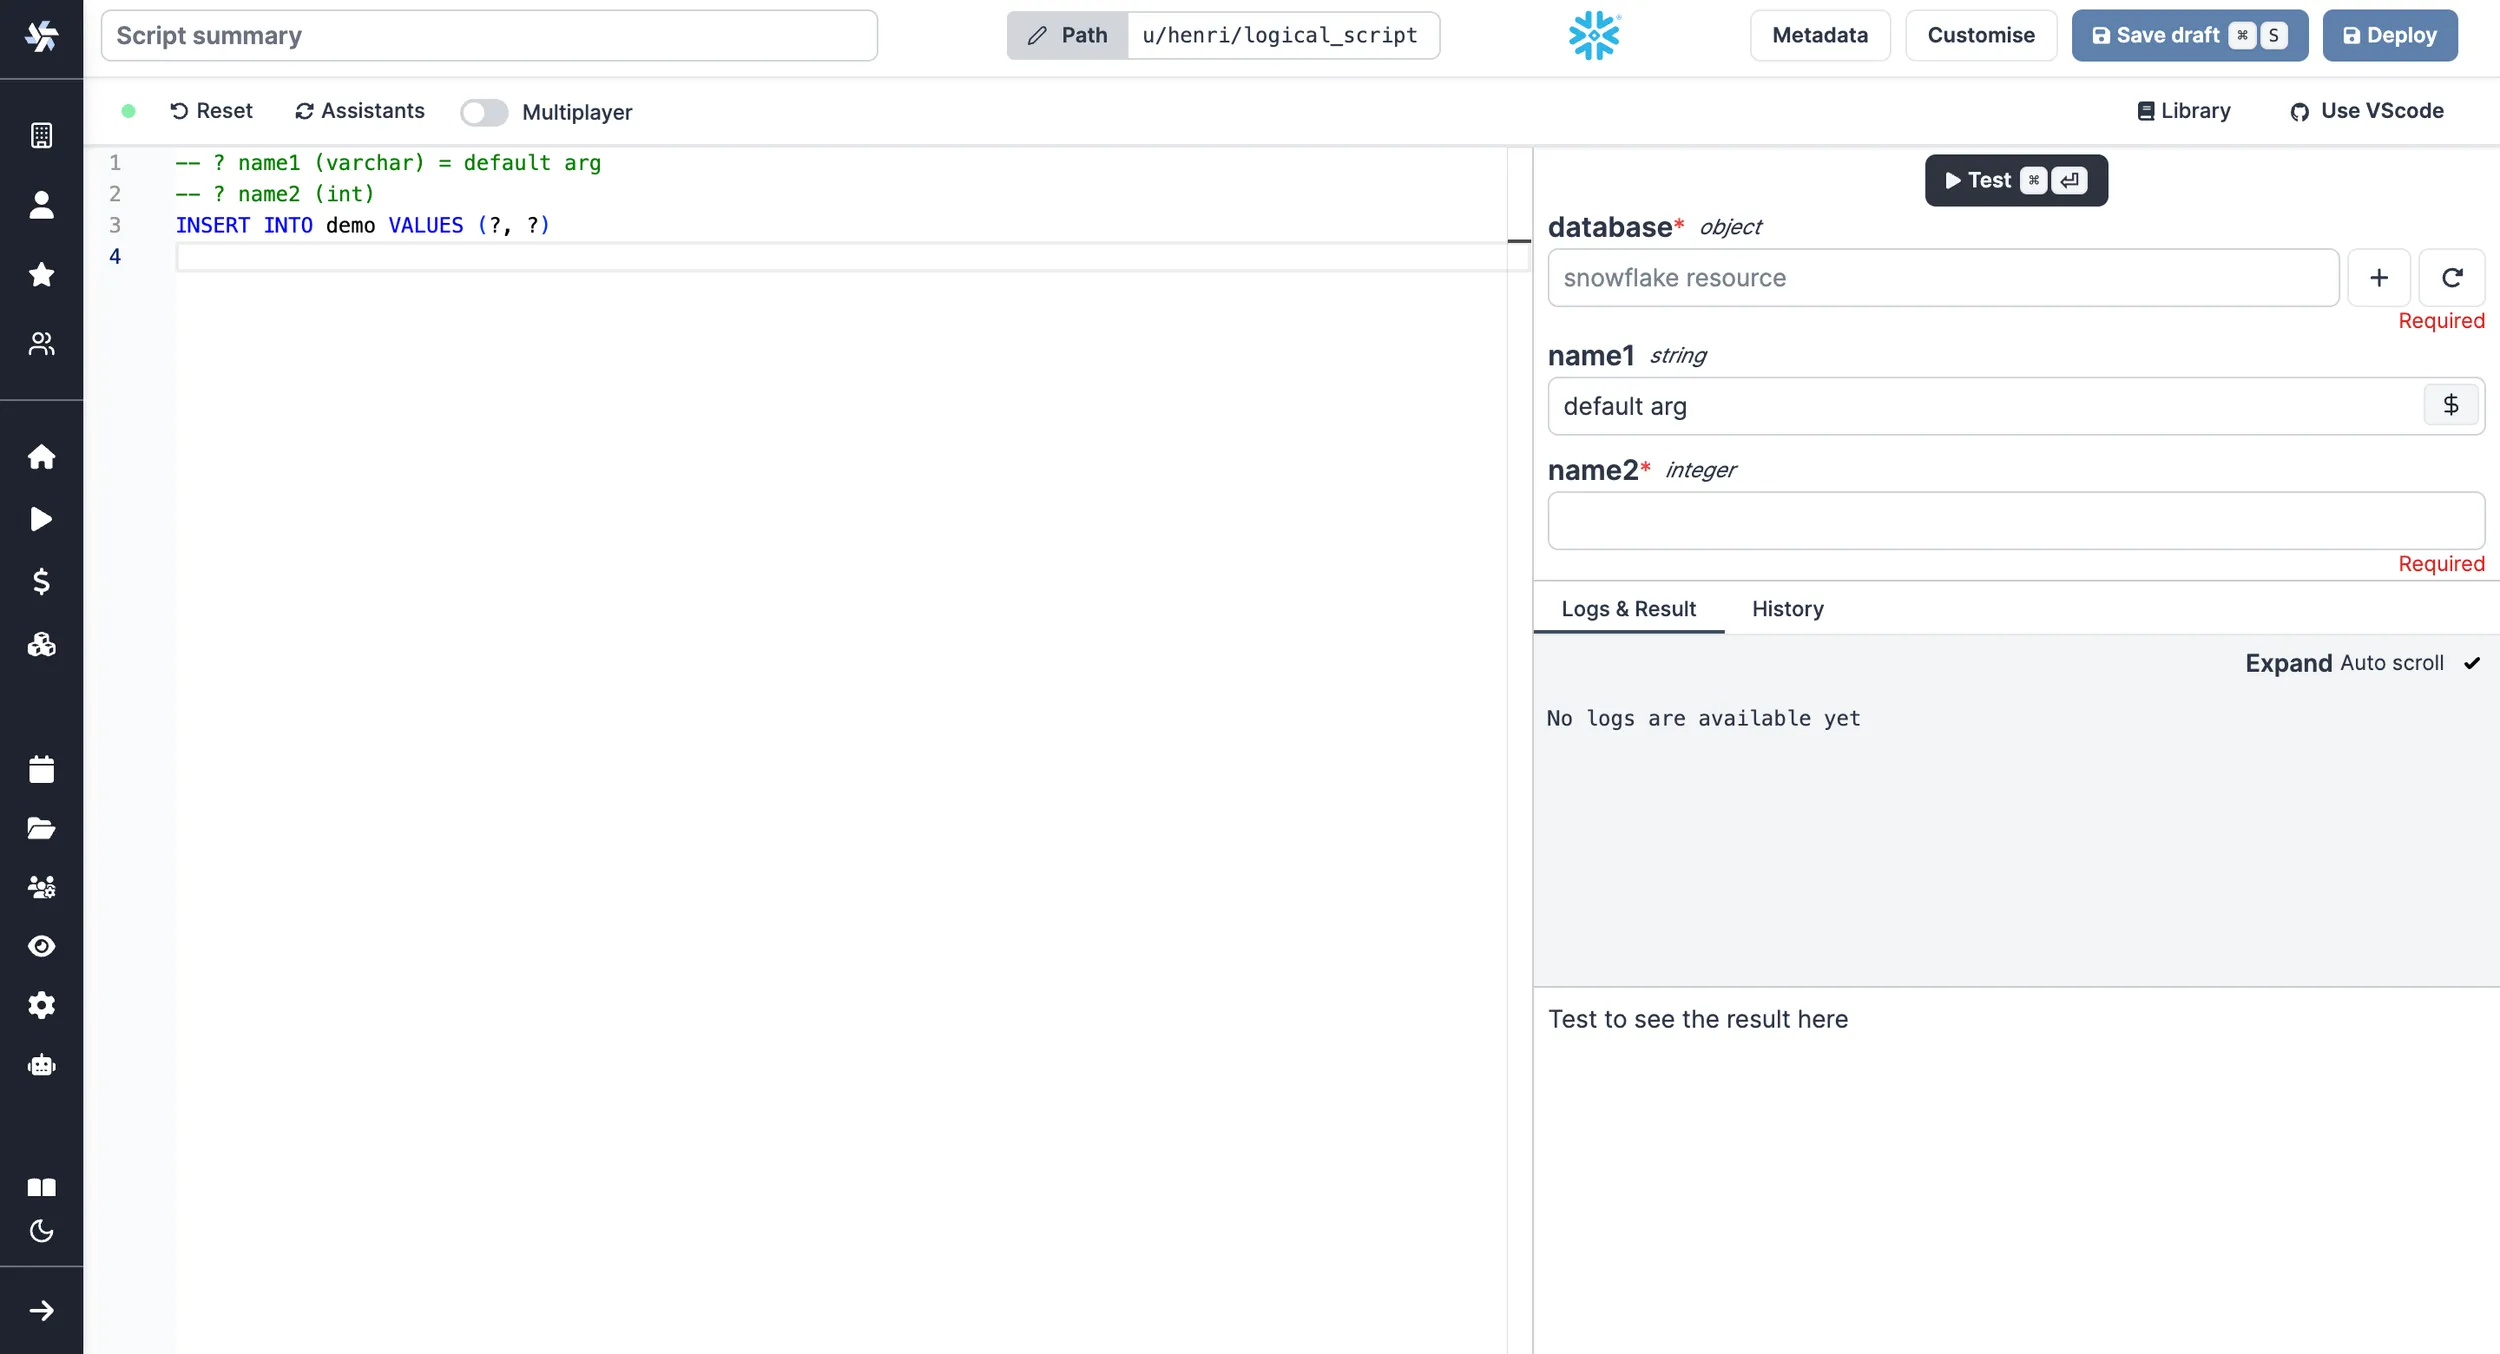 Script summary
Path u/henri/logical_script
Metadata
Customise
Save draft ⌘ S
Deploy
Reset
Assistants
Multiplayer
Library
Use VScode
1 -- ? name1 (varchar) = default arg
2 -- ? name2 (int)
3 INSERT INTO demo VALUES (?, ?)
4
Test ⌘
database* object
snowflake resource
Required
name1 string
default arg
name2* integer
Required
Logs & Result
History
Expand Auto scroll
No logs are available yet
Test to see the result here